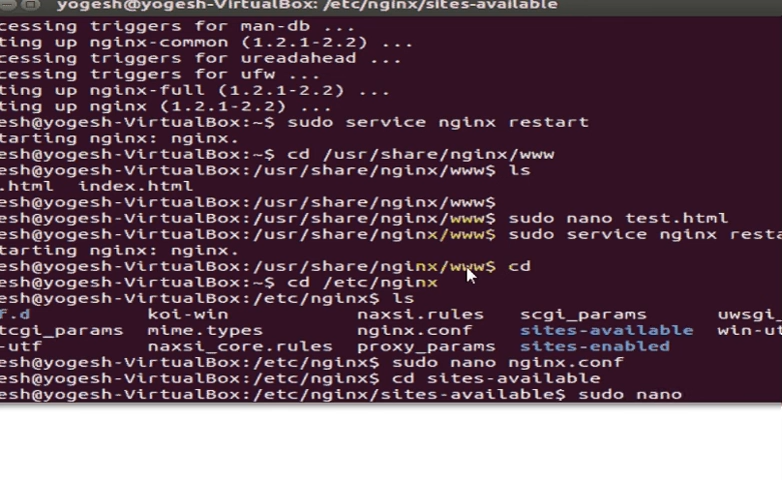 yogesh@yogesh-VirtualBox: /etc/nginx/sites-available
cessing triggers for man-db ...
ting up nginx-common (1.2.1-2.2) ...
cessing triggers for ureadahead ...
cessing triggers for ufw ...
ting up nginx-full (1.2.1-2.2) ...
ting up nginx (1.2.1-2.2) ...
esh@yogesh-VirtualBox:~$ sudo service nginx restart
tarting nginx: nginx.
esh@yogesh-VirtualBox:~$ cd /usr/share/nginx/www
esh@yogesh-VirtualBox:/usr/share/nginx/www$ ls
.html  index.html
esh@yogesh-VirtualBox:/usr/share/nginx/www$
esh@yogesh-VirtualBox:/usr/share/nginx/www$ sudo nano test.html
esh@yogesh-VirtualBox:/usr/share/nginx/www$ sudo service nginx resta
tarting nginx: nginx.
esh@yogesh-VirtualBox:/usr/share/nginx/www$ cd
esh@yogesh-VirtualBox:~$ cd /etc/nginx
esh@yogesh-VirtualBox:/etc/nginx$ ls
f.d  koi-win  naxsi.rules  scgi_params  uwsgi_
tcgi_params  mime.types  nginx.conf  sites-available  win-ut
-utf  naxsi_core.rules  proxy_params  sites-enabled
esh@yogesh-VirtualBox:/etc/nginx$ sudo nano nginx.conf
esh@yogesh-VirtualBox:/etc/nginx$ cd sites-available
esh@yogesh-VirtualBox:/etc/nginx/sites-available$ sudo nano